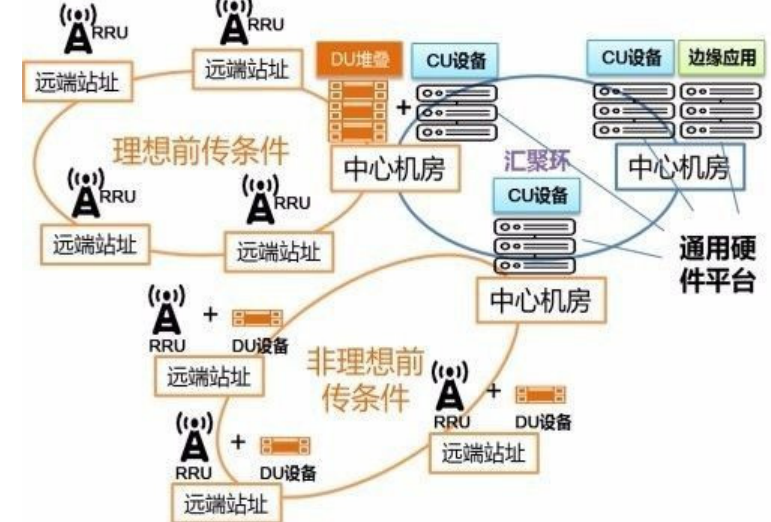 RRU
RRU
远端站址
远端站址
DU堆叠
CU设备
CU设备
边缘应用
+
理想前传条件
中心机房
汇聚环
中心机房
RRU
RRU
CU设备
远端站址
远端站址
通用硬
件平台
中心机房
+
RRU
DU设备
远端站址
非理想前
传条件
+
RRU
DU设备
远端站址
+
RRU
DU设备
远端站址